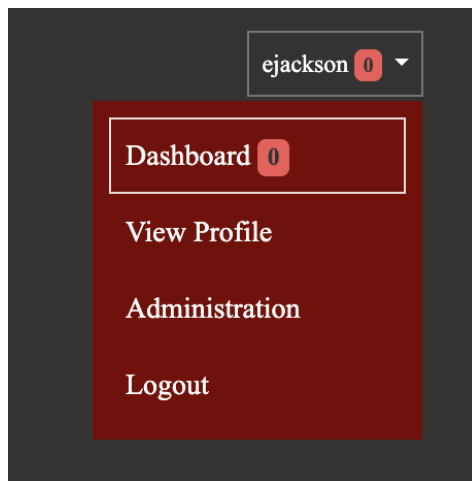 ejackson 0
Dashboard 0
View Profile
Administration
Logout